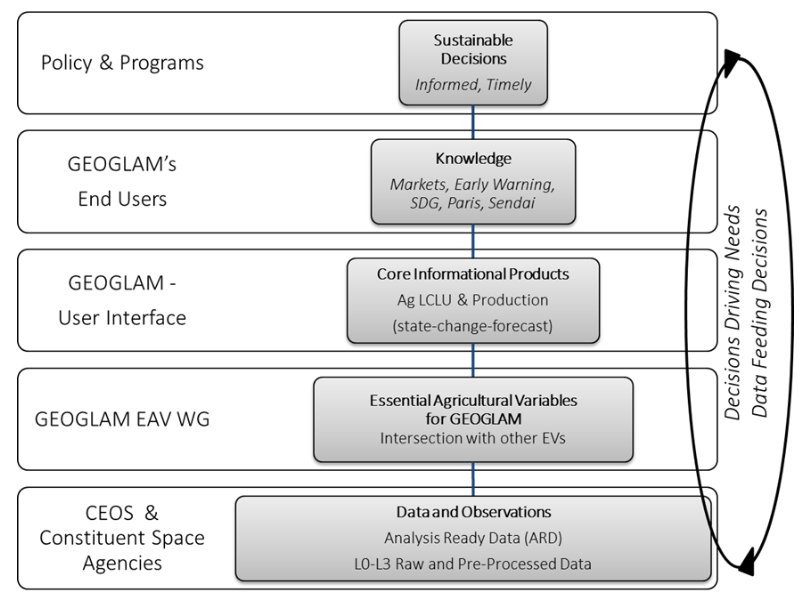 Policy & Programs
Sustainable
Decisions
Informed, Timely
GEOGLAM's
End Users
Knowledge
Markets, Early Warning,
SDG, Paris, Sendai
GEOGLAM -
User Interface
Core Informational Products
Ag LCLU & Production
(state-change-forecast)
GEOGLAM EAV WG
Essential Agricultural Variables
for GEOGLAM
Intersection with other EVs
CEOS &
Constituent Space
Agencies
Data and Observations
Analysis Ready Data (ARD)
L0-L3 Raw and Pre-Processed Data
Decisions Driving Needs
Data Feeding Decisions